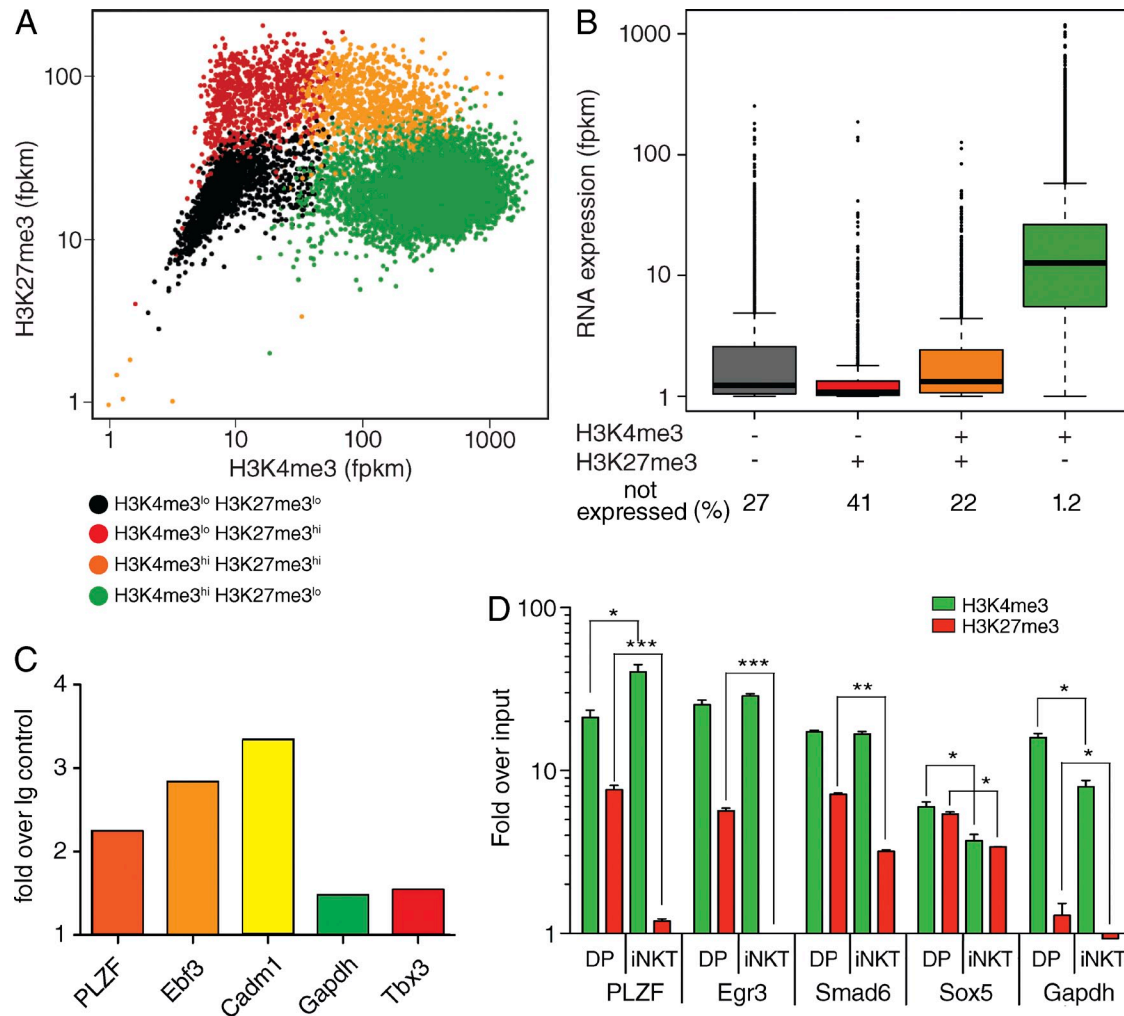 A
H3K27me3 (fpkm)
100
10
1
1 10 100 1000
H3K4me3 (fpkm)
H3K4me3lo H3K27me3lo
H3K4me3lo H3K27me3hi
H3K4me3hi H3K27me3hi
H3K4me3hi H3K27me3lo
B
RNA expression (fpkm)
1000
100
10
1
H3K4me3 - - + +
H3K27me3 - + + -
not
expressed (%) 27 41 22 1.2
C
fold over Ig control
4
3
2
1
PLZF Ebf3 Cadm1 Gapdh Tbx3
D
Fold over input
100
10
1
H3K4me3
H3K27me3
* *** *** ** * * * *
DP iNKT DP iNKT DP iNKT DP iNKT DP iNKT
PLZF Egr3 Smad6 Sox5 Gapdh